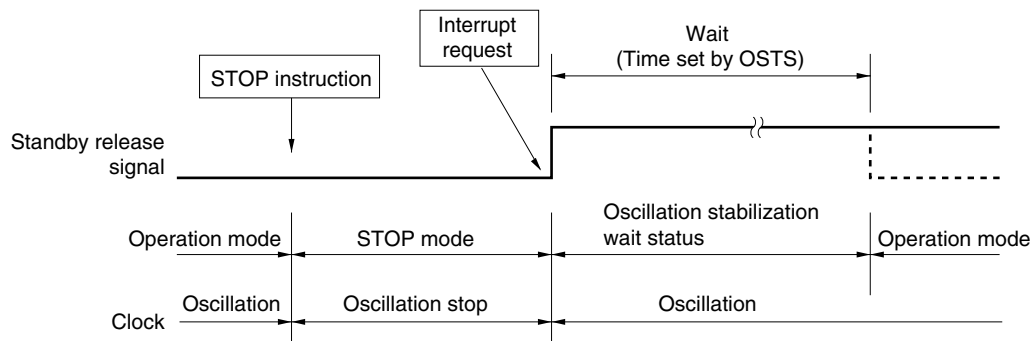 Interrupt
request
Wait
(Time set by OSTS)
STOP instruction
Standby release
signal
Operation mode
STOP mode
Oscillation stabilization
wait status
Operation mode
Clock
Oscillation
Oscillation stop
Oscillation